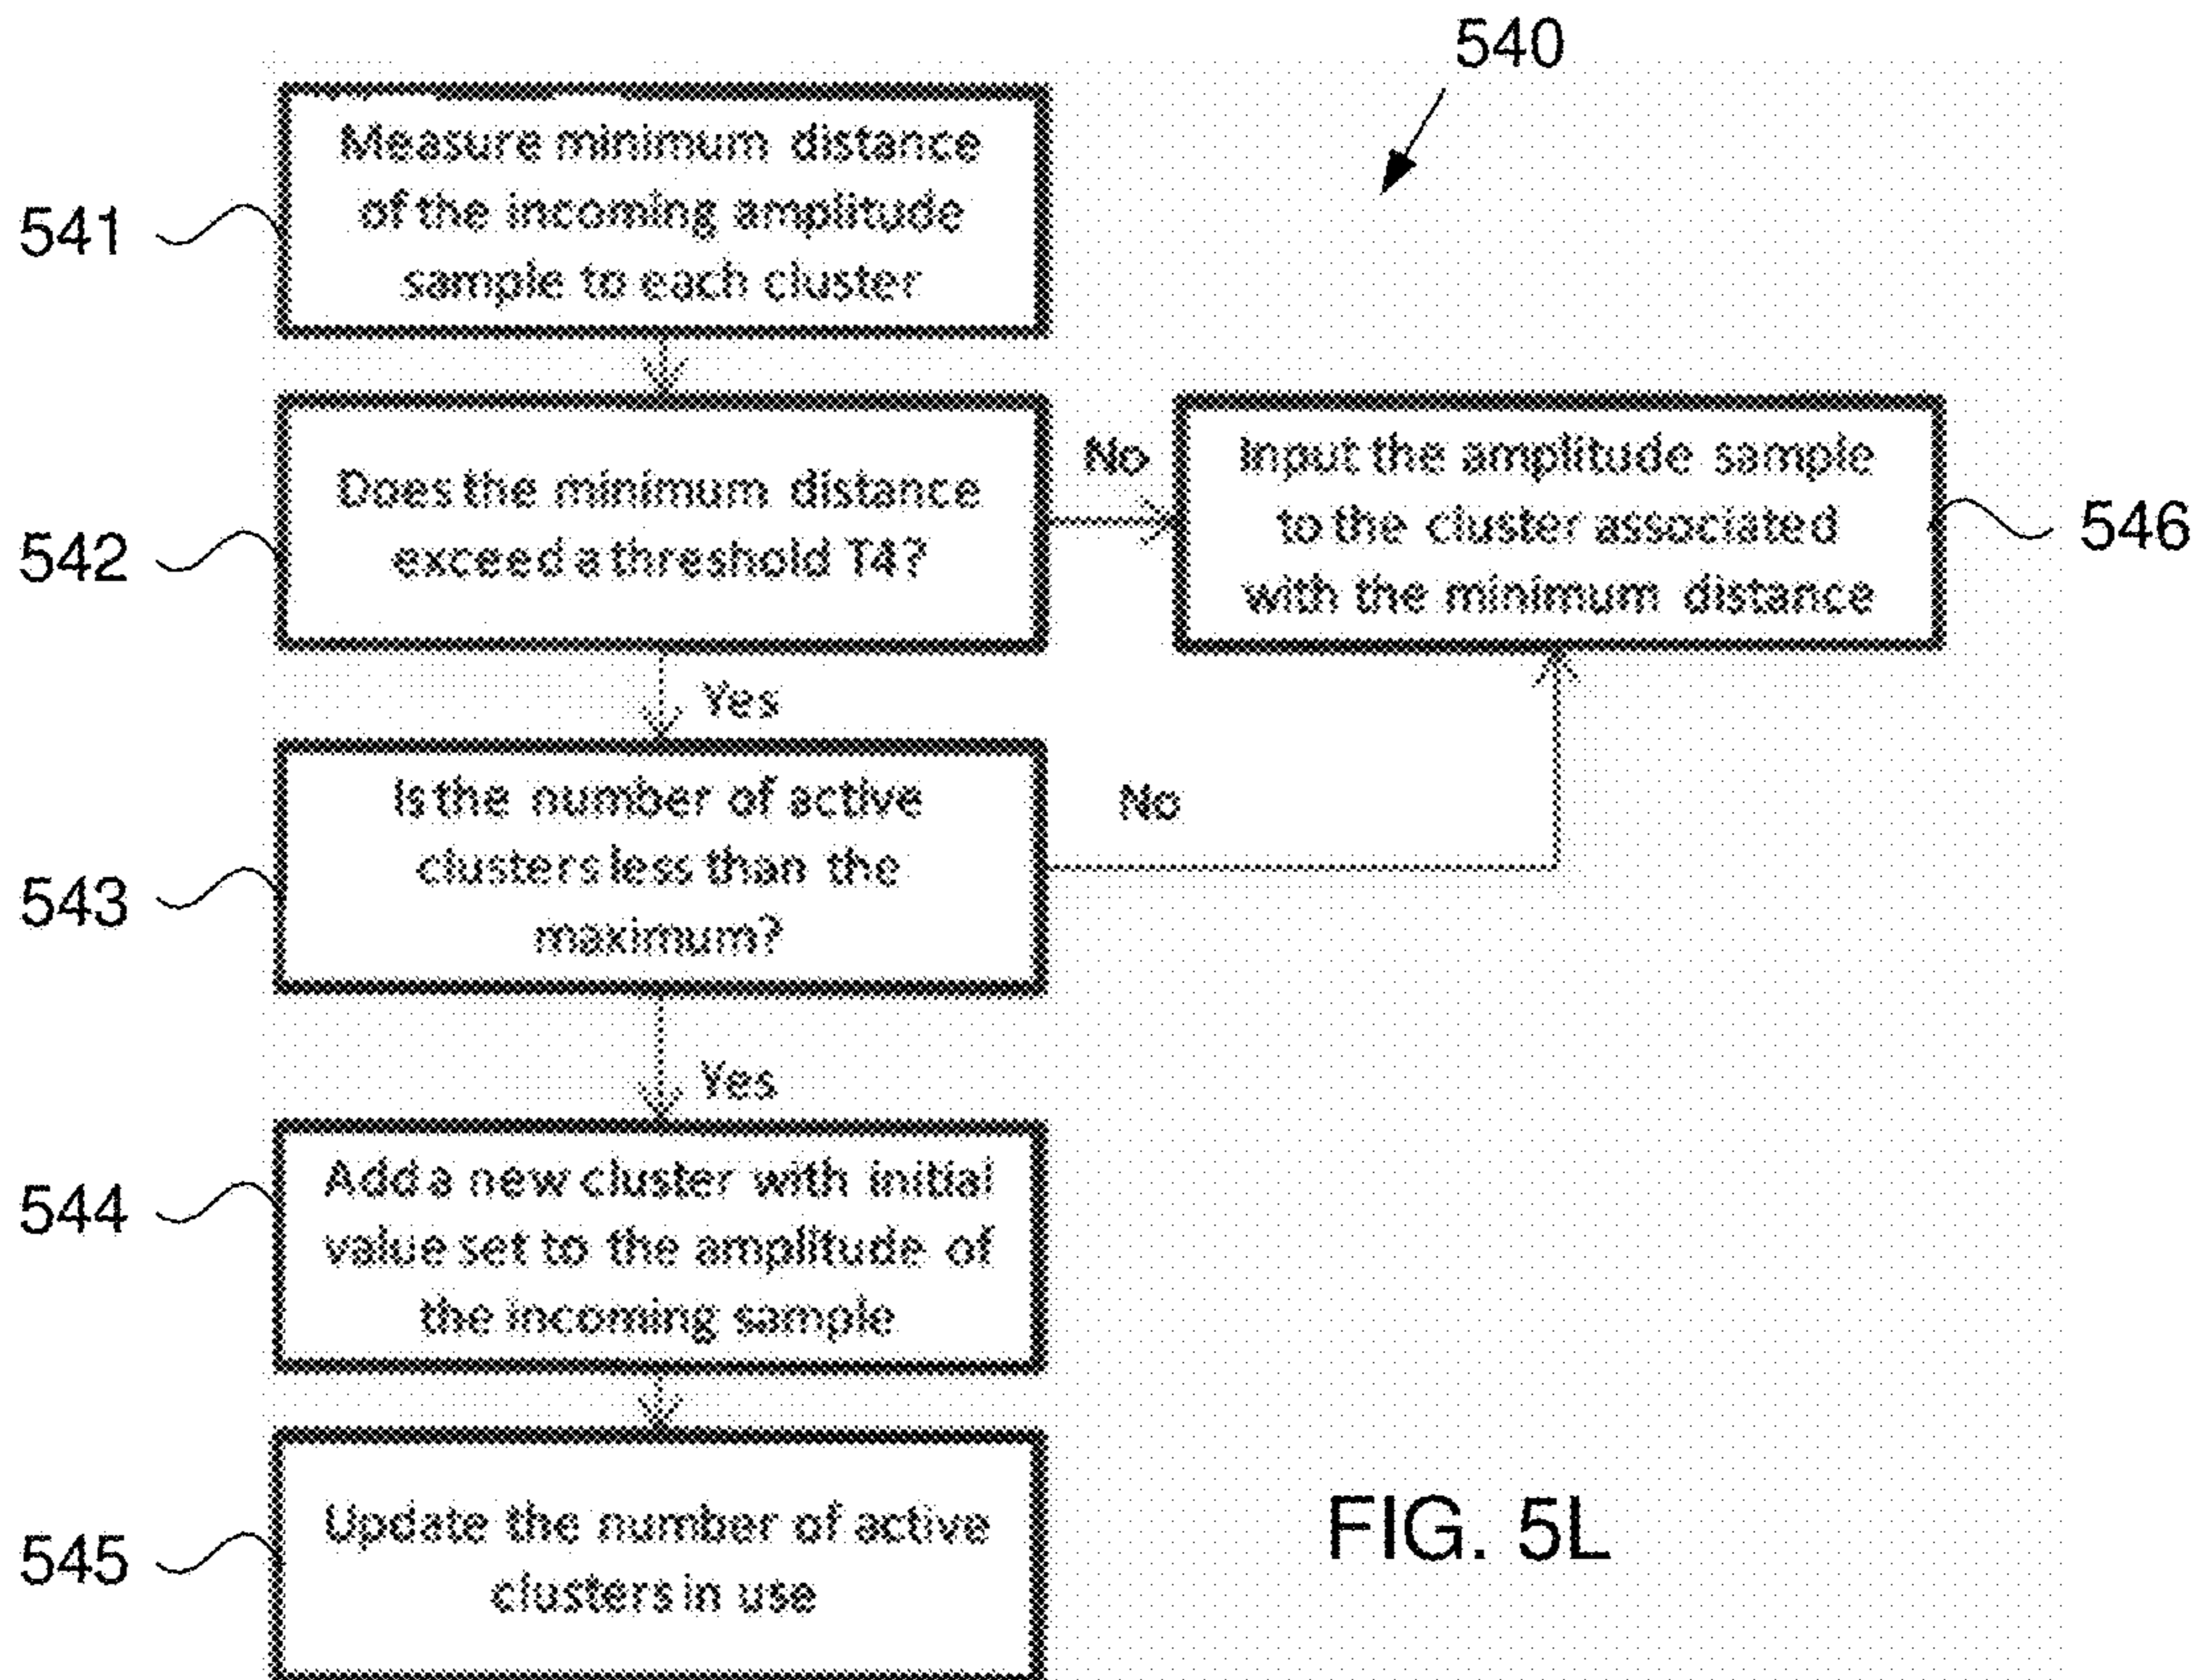 540
541
Measure minimum distance
of the incoming amplitude
sample to each cluster
542
Does the minimum distance
exceed a threshold T4?
No
Input the amplitude sample
to the cluster associated
with the minimum distance
546
Yes
543
Is the number of active
clusters less than the
maximum?
No
Yes
544
Add a new cluster with initial
value set to the amplitude of
the incoming sample
545
Update the number of active
clusters in use
FIG. 5L